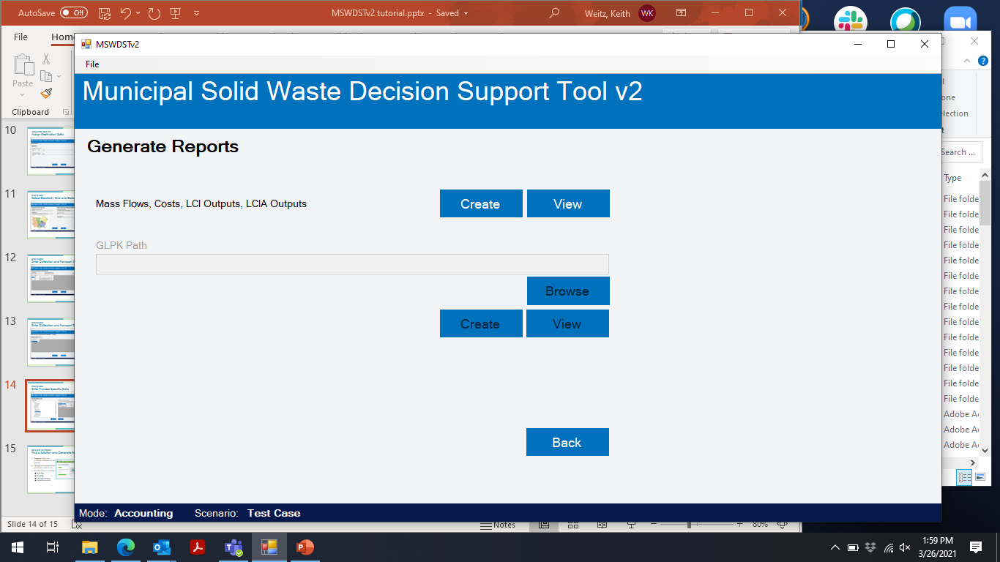 AutoSave Off MSWDSTv2 tutorial.pptx - Saved Weitz, Keith WK
File Home
MSWDSTv2
File
Municipal Solid Waste Decision Support Tool v2
Paste
Clipboard
Generate Reports
Mass Flows, Costs, LCI Outputs, LCIA Outputs Create View
GLPK Path
Browse
Create View
Back
Mode: Accounting Scenario: Test Case
10
11
12
13
14
15
Search ...
Type
File folde
File folde
File folde
File folde
File folde
File folde
File folde
File folde
File folde
File folde
File folde
File folde
File folde
File folde
Adobe Ac
Adobe Ac
Adobe Ac
Slide 14 of 15 Notes 80%
1:59 PM
3/26/2021